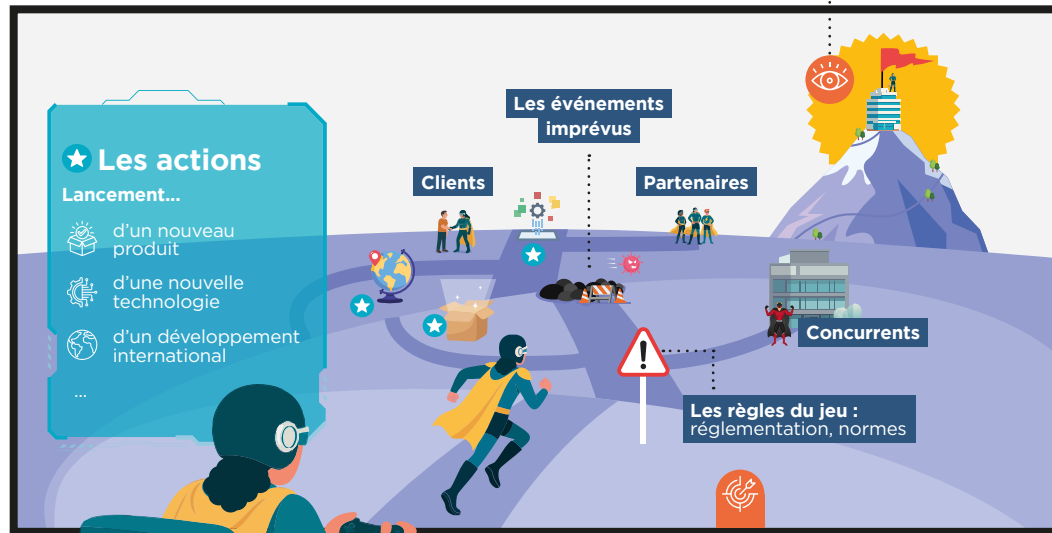 Les actions
Lancement...
d'un nouveau
produit
d'une nouvelle
technologie
d'un développement
international
...
Les événements
imprévus
Clients
Partenaires
Concurrents
Les règles du jeu :
réglementation, normes